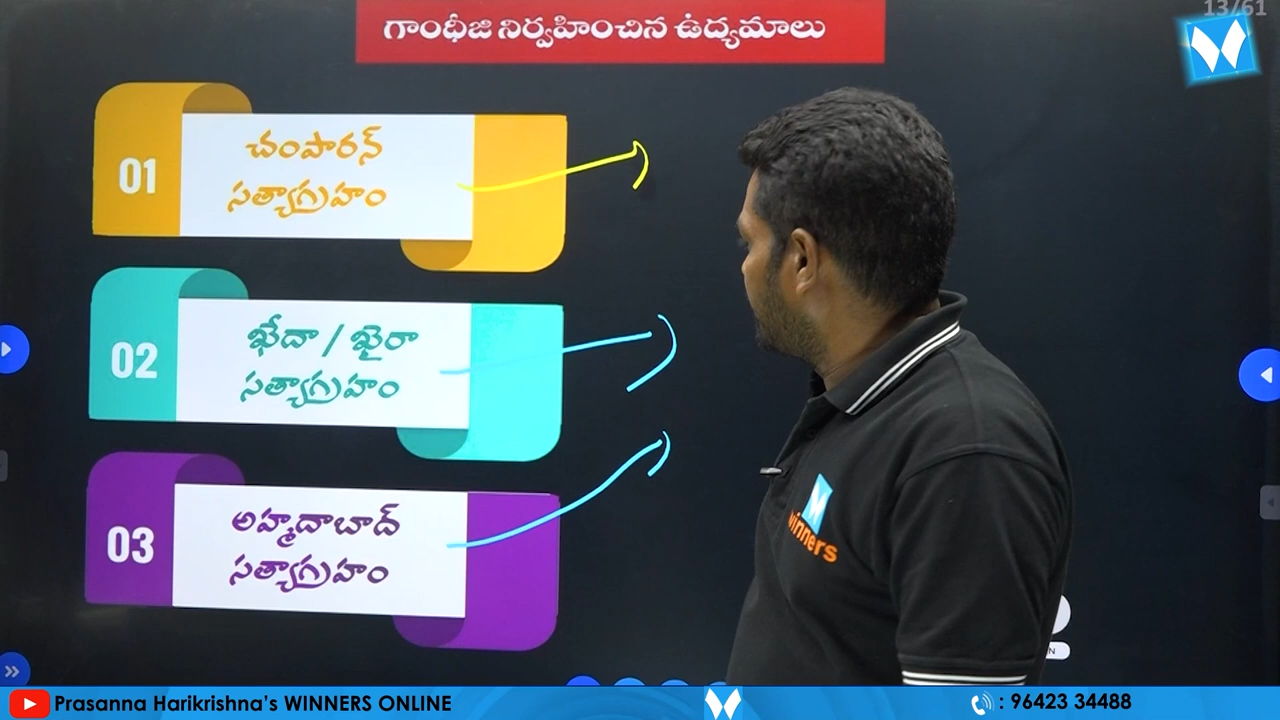 13/61
గాంధీజి నిర్వహించిన ఉద్యమాలు
01
చంపారన్
సత్యాగ్రహం
02
ఖేదా / ఖైరా
సత్యాగ్రహం
03
అహ్మదాబాద్
సత్యాగ్రహం
winners
Prasanna Harikrishna's WINNERS ONLINE
: 96423 34488